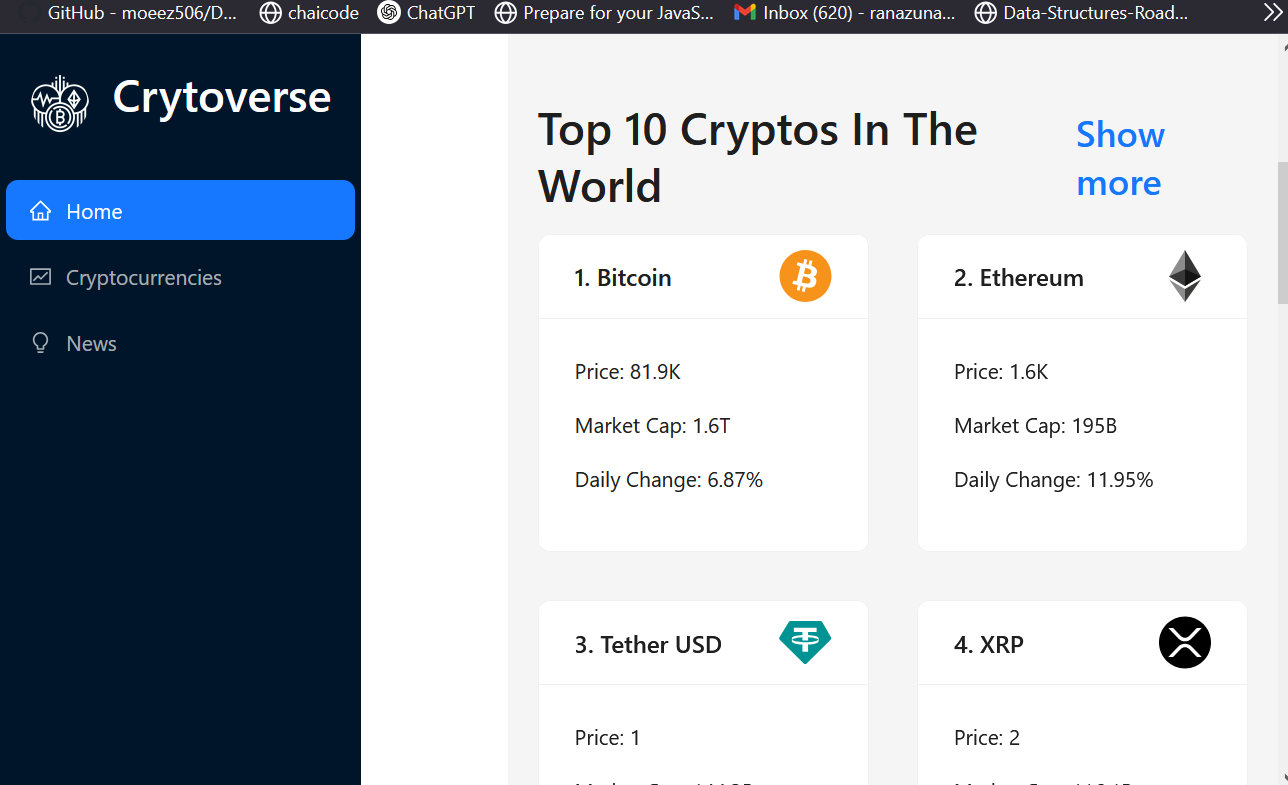 GitHub - moeez506/D...
chaicode
ChatGPT
Prepare for your JavaS...
Inbox (620) - ranazuna...
Data-Structures-Road...
Crytoverse
Home
Cryptocurrencies
News
Top 10 Cryptos In The
World
Show
more
1. Bitcoin
Price: 81.9K
Market Cap: 1.6T
Daily Change: 6.87%
2. Ethereum
Price: 1.6K
Market Cap: 195B
Daily Change: 11.95%
3. Tether USD
Price: 1
4. XRP
Price: 2